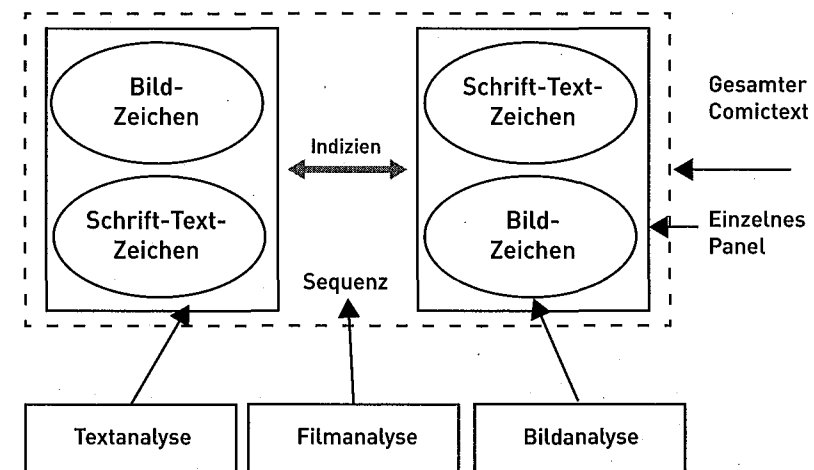 Bild-
Zeichen
Schrift-Text-
Zeichen
Indizien
Sequenz
Schrift-Text-
Zeichen
Bild-
Zeichen
Gesamter
Comictext
Einzelnes
Panel
Textanalyse
Filmanalyse
Bildanalyse